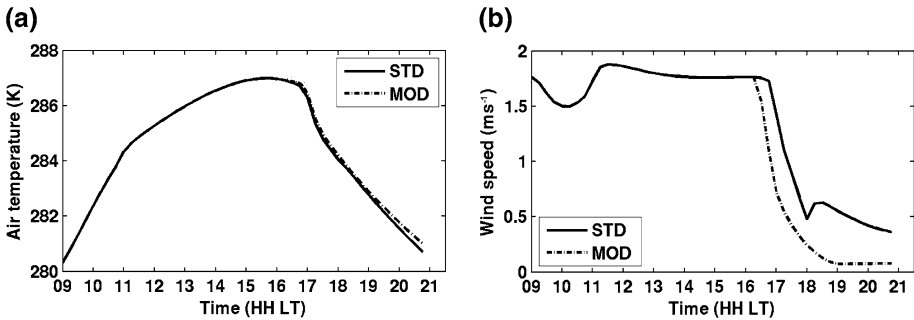 (a)
288
286
284
282
280
Air temperature (K)
STD
MOD
09 10 11 12 13 14 15 16 17 18 19 20 21
Time (HH LT)
(b)
2
1.5
1
0.5
0
Wind speed (ms⁻¹)
STD
MOD
09 10 11 12 13 14 15 16 17 18 19 20 21
Time (HH LT)